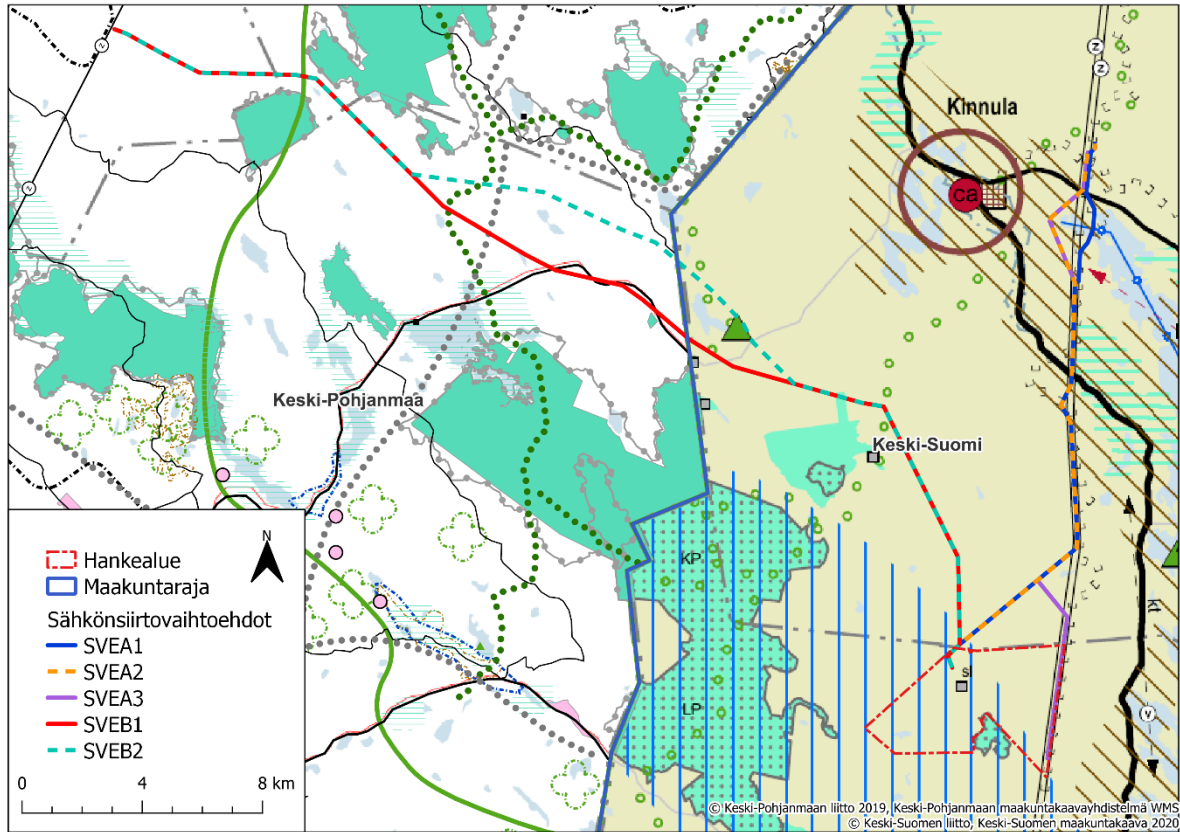 Z
Z
Z
Z
Kinnula
ca
Keski-Pohjanmaa
Keski-Suomi
KP
kt
LP
sl
v
N
Hankealue
Maakuntaraja
Sähkönsiirtovaihtoehdot
SVEA1
SVEA2
SVEA3
SVEB1
SVEB2
0 4 8 km
© Keski-Pohjanmaan liitto 2019, Keski-Pohjanmaan maakuntakaavayhdistelmä WMS
© Keski-Suomen liitto, Keski-Suomen maakuntakaava 2020